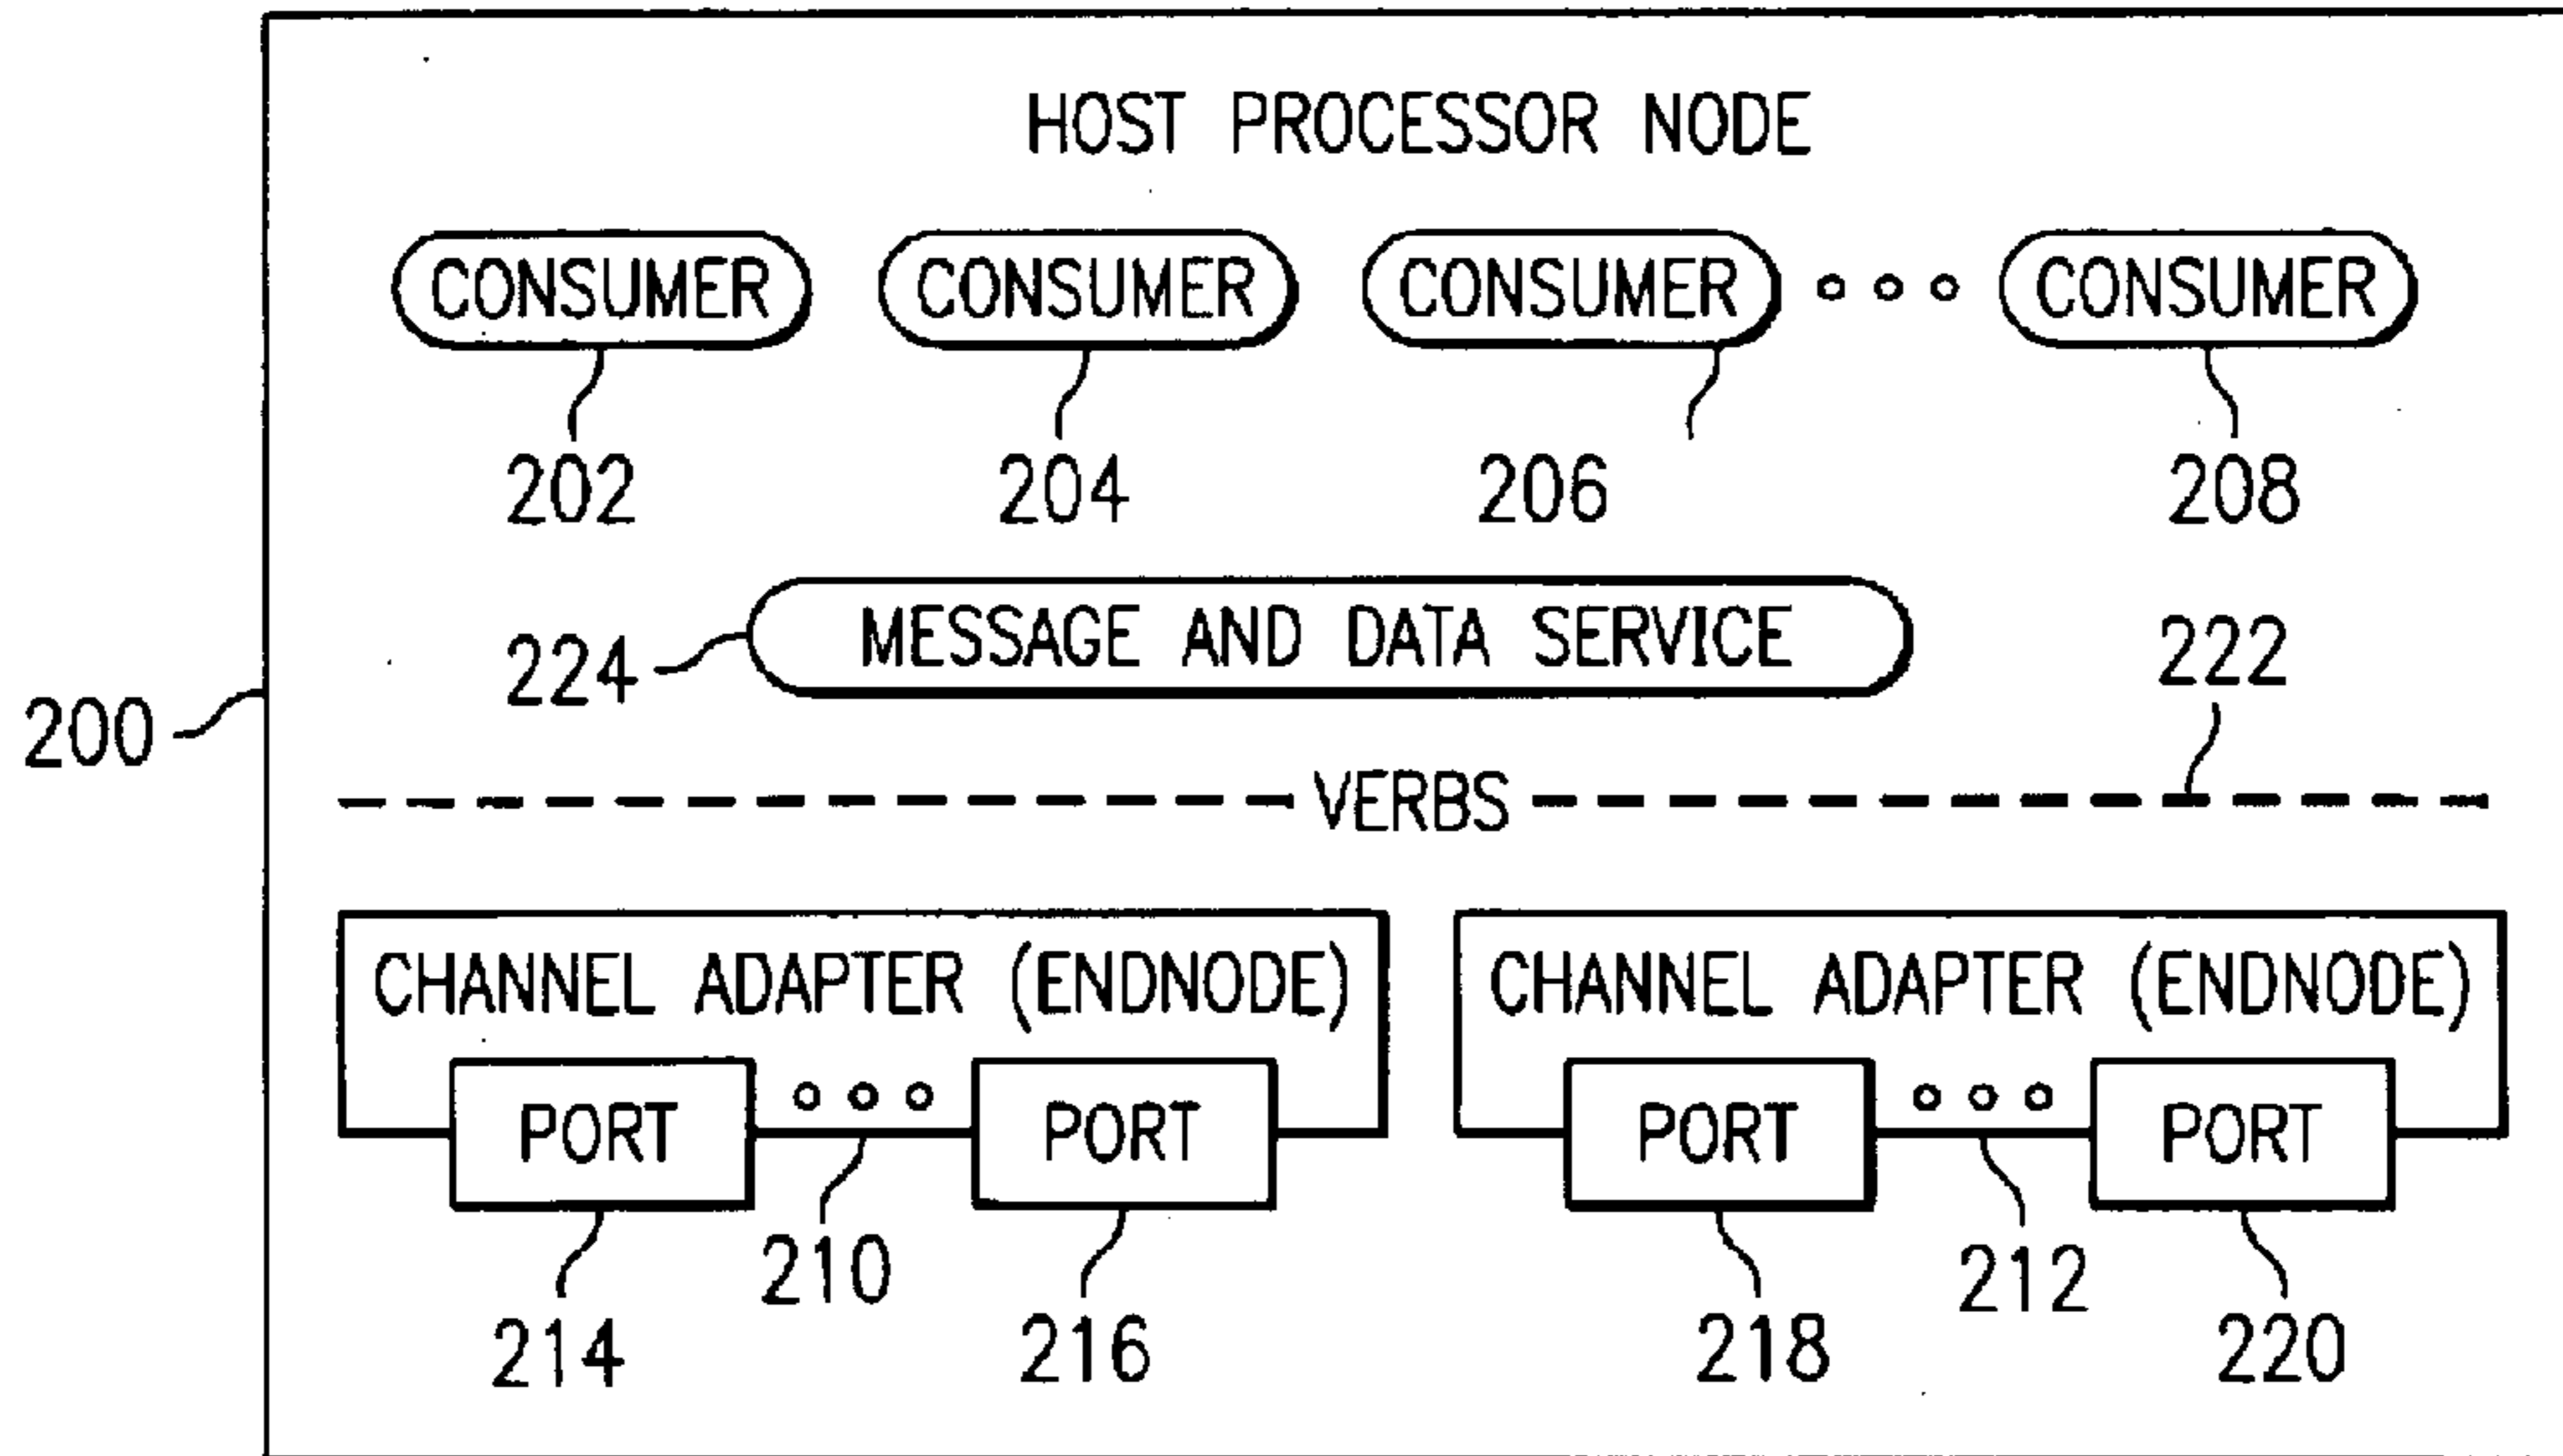 HOST PROCESSOR NODE
CONSUMER CONSUMER CONSUMER CONSUMER
202 204 206 208
224 MESSAGE AND DATA SERVICE 222
200
VERBS
CHANNEL ADAPTER (ENDNODE) CHANNEL ADAPTER (ENDNODE)
PORT PORT PORT PORT
210 212
214 216 218 220